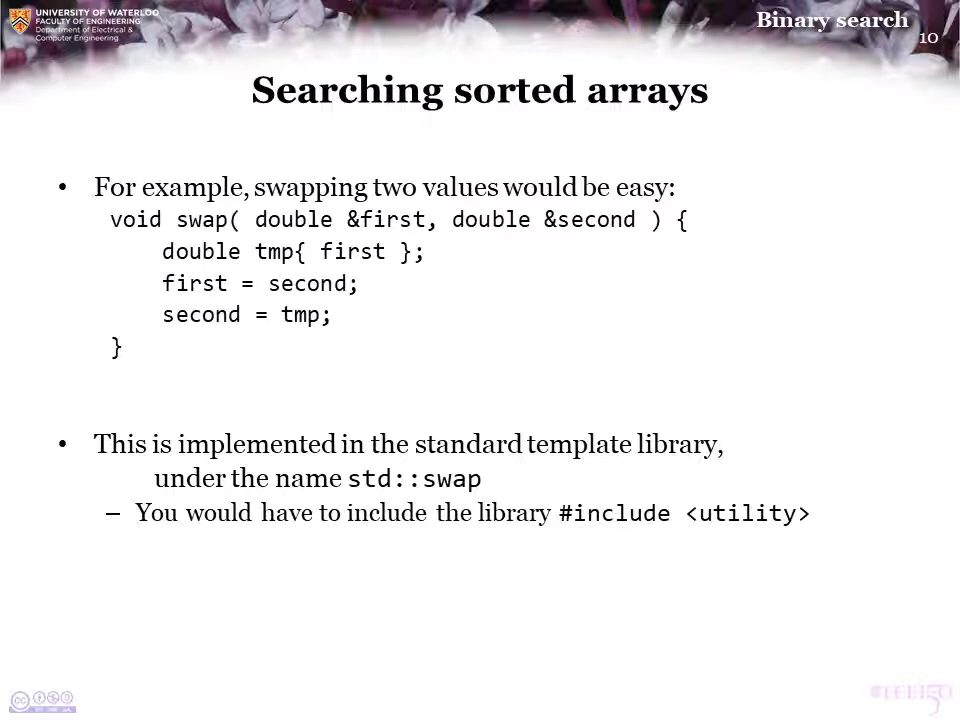 UNIVERSITY OF WATERLOO
FACULTY OF ENGINEERING
Department of Electrical &
Computer Engineering
Binary search
10
Searching sorted arrays
• For example, swapping two values would be easy:
void swap( double &first, double &second ) {
    double tmp{ first };
    first = second;
    second = tmp;
}
• This is implemented in the standard template library,
under the name std::swap
– You would have to include the library #include <utility>
cc